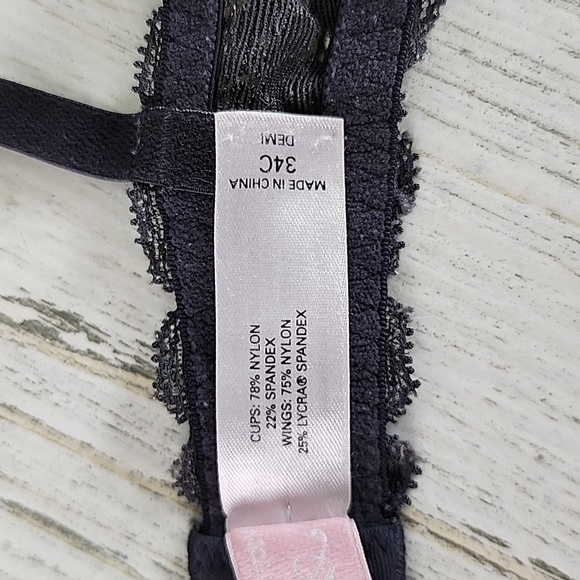 DEMI
34C
MADE IN CHINA
CUPS: 78% NYLON
22% SPANDEX
WINGS: 75% NYLON
25% LYCRA® SPANDEX